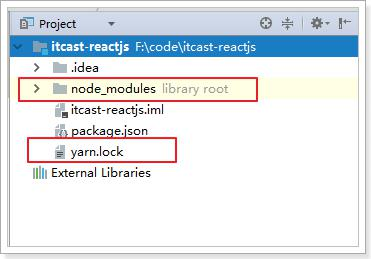 Project
itcast-reactjs F:\code\itcast-reactjs
.idea
node_modules library root
itcast-reactjs.iml
package.json
yarn.lock
External Libraries